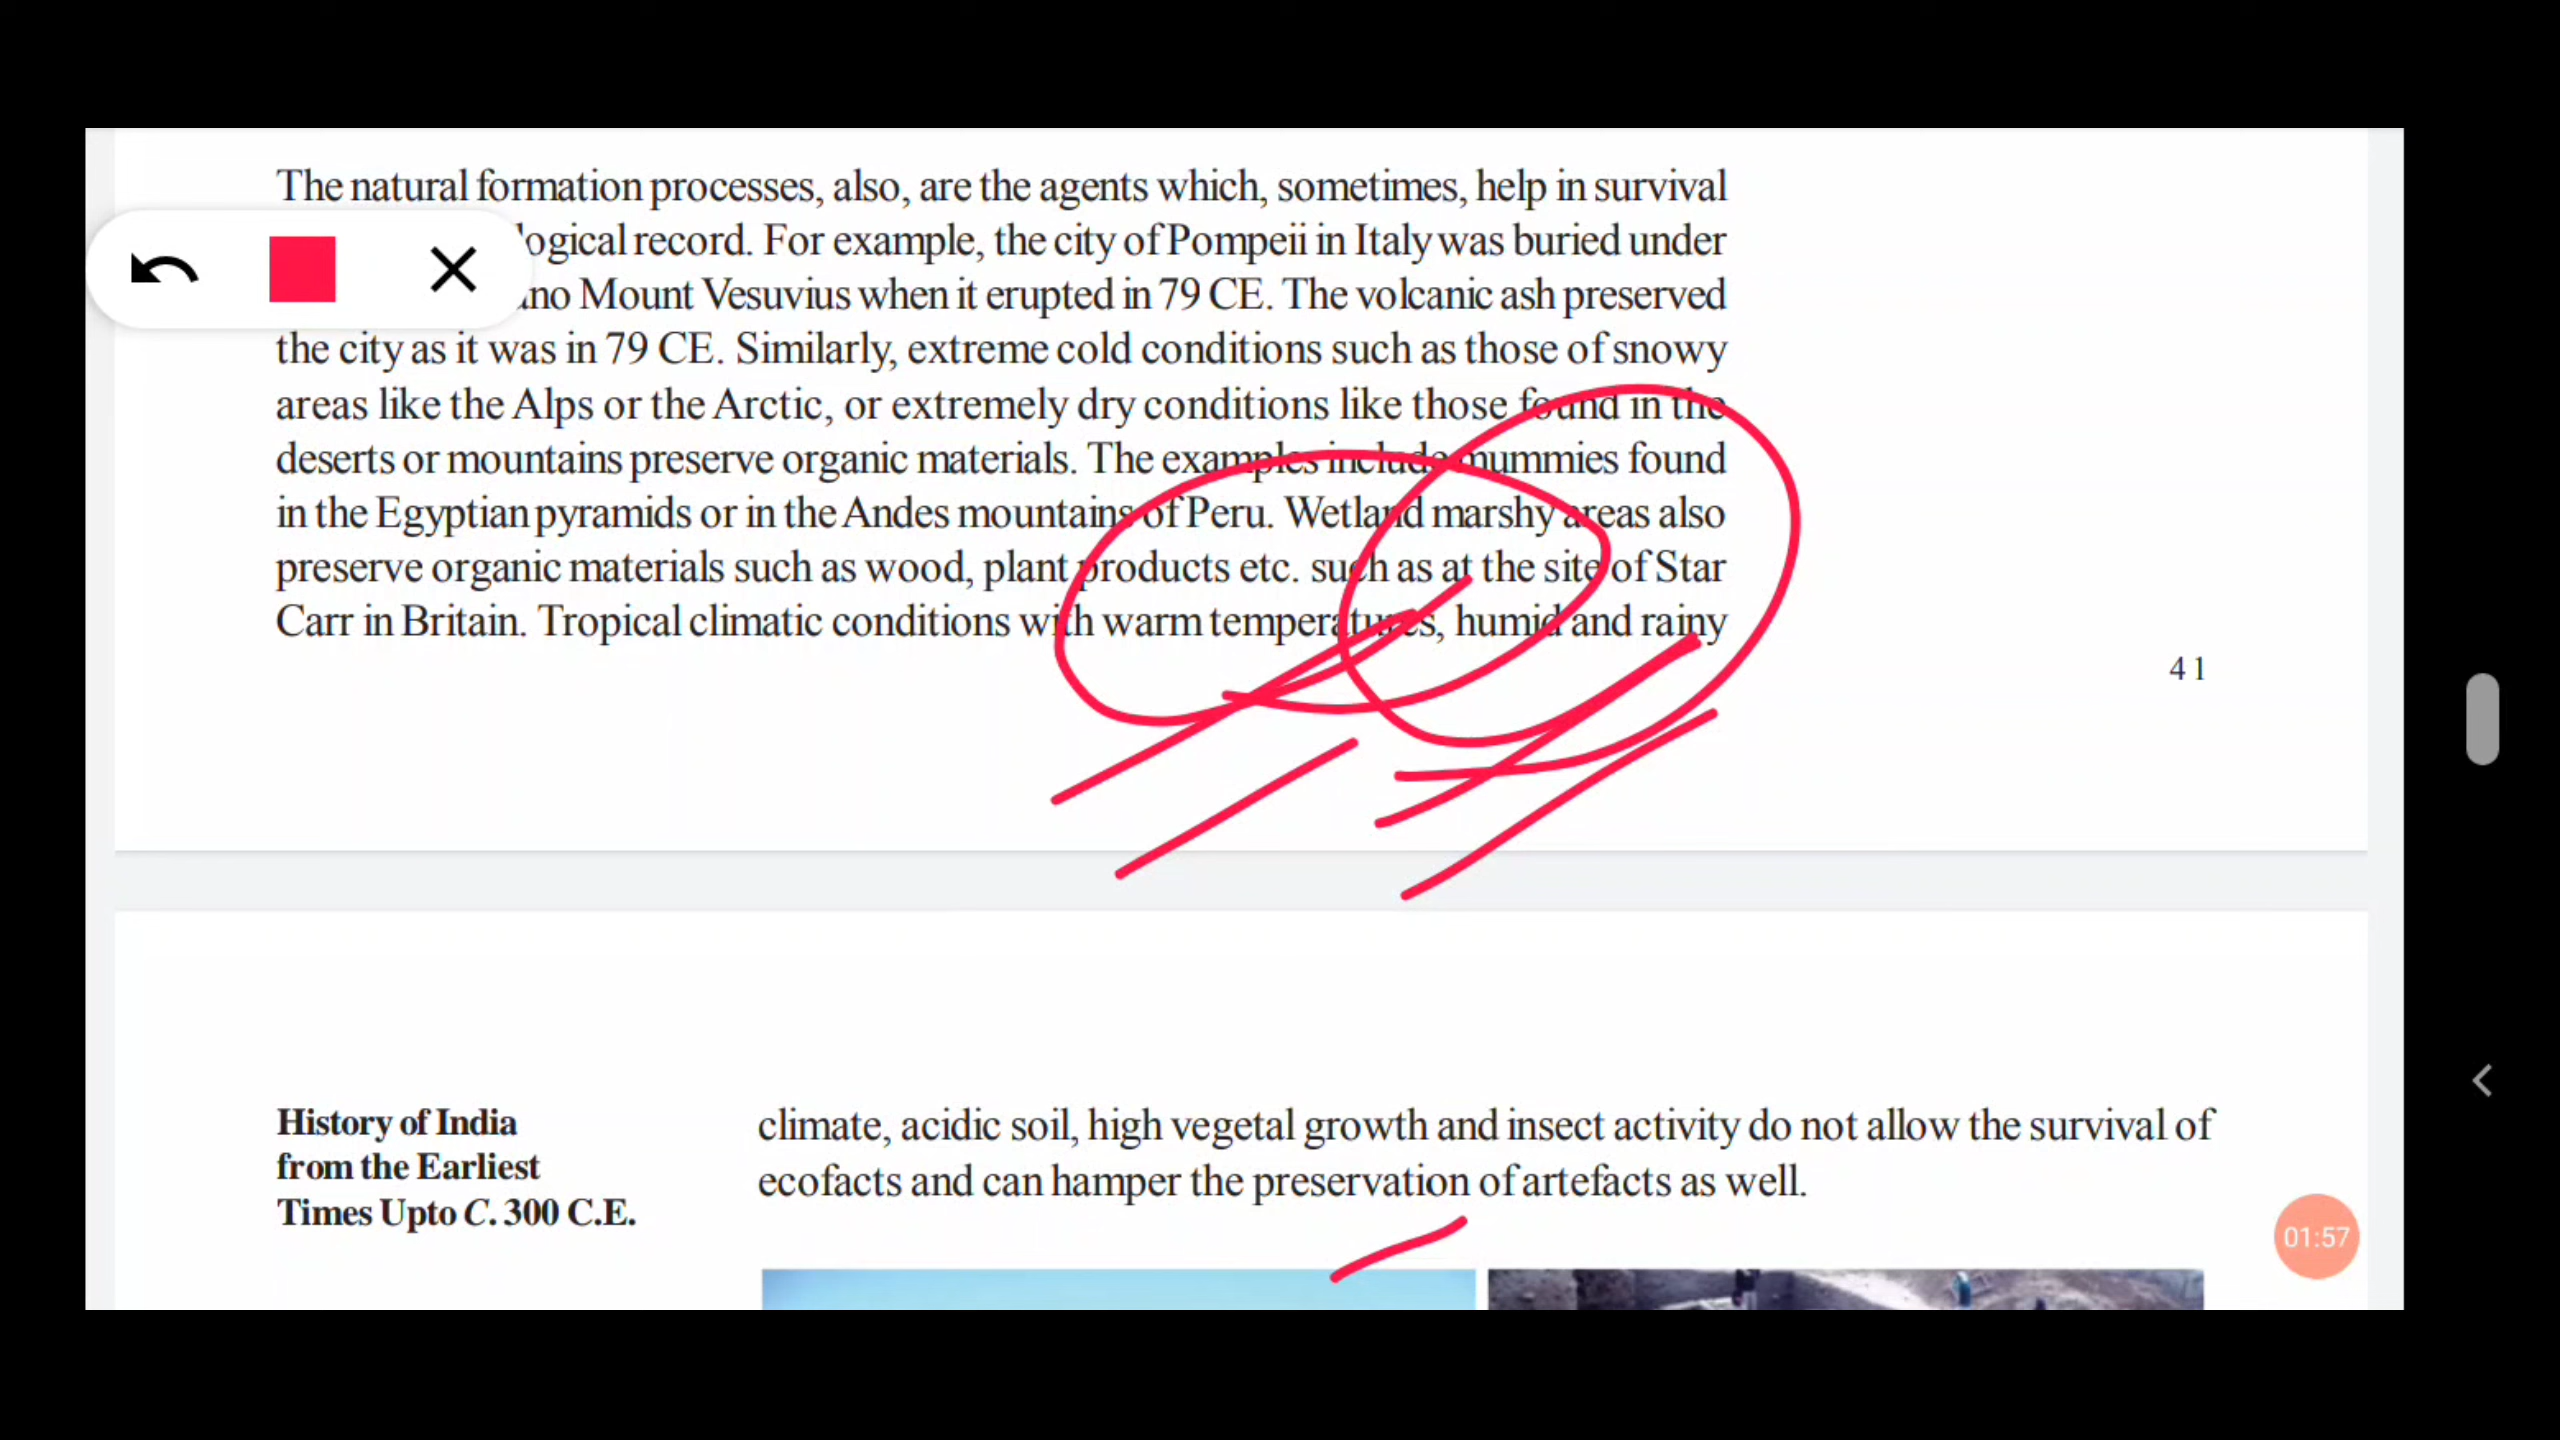 The natural formation processes, also, are the agents which, sometimes, help in survival
logical record. For example, the city of Pompeii in Italy was buried under
Mount Vesuvius when it erupted in 79 CE. The volcanic ash preserved
the city as it was in 79 CE. Similarly, extreme cold conditions such as those of snowy
areas like the Alps or the Arctic, or extremely dry conditions like those found in the
deserts or mountains preserve organic materials. The examples include mummies found
in the Egyptian pyramids or in the Andes mountains of Peru. Wetland marshy areas also
preserve organic materials such as wood, plant products etc. such as at the site of Star
Carr in Britain. Tropical climatic conditions with warm temperatures, humid and rainy
41
History of India
from the Earliest
Times Upto C. 300 C.E.
climate, acidic soil, high vegetal growth and insect activity do not allow the survival of
ecofacts and can hamper the preservation of artefacts as well.
01:57